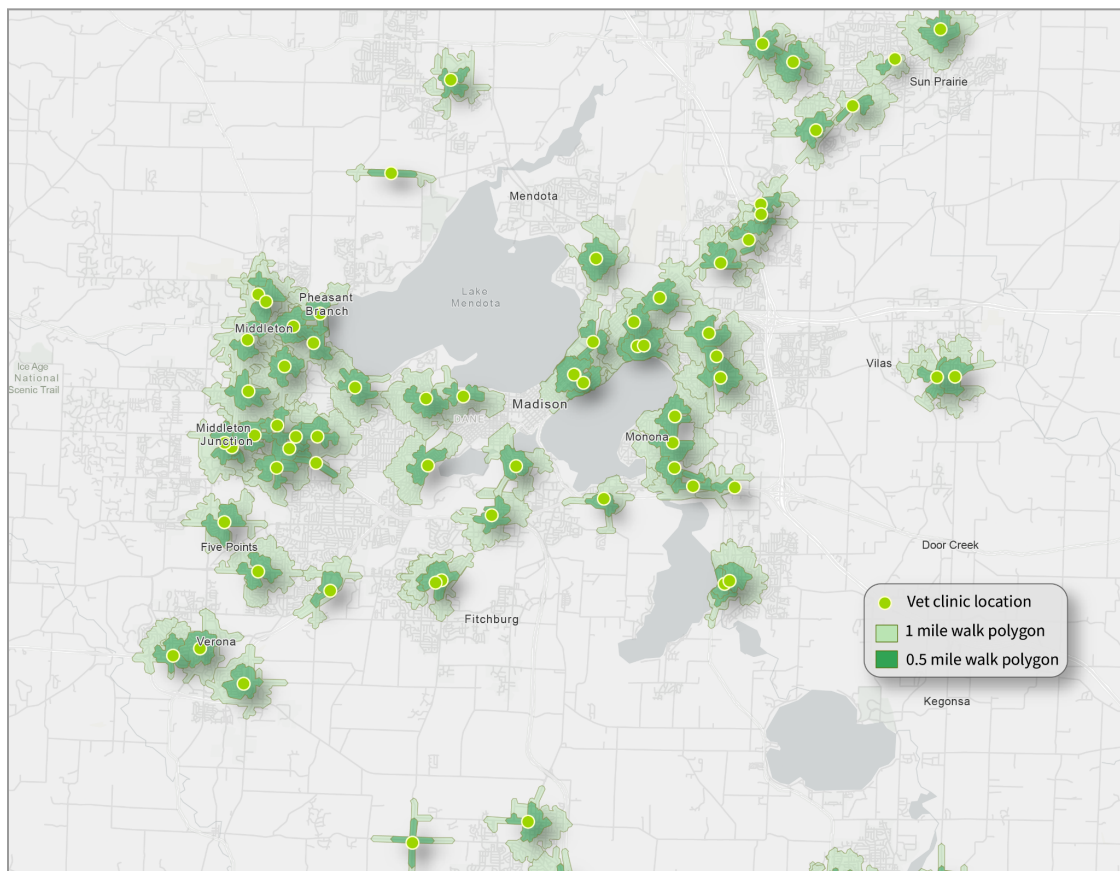 Sun Prairie
Mendota
Lake
Mendota
Pheasant
Branch
Middleton
Ice Age
National
Scenic Trail
Vilas
Madison
DANE
Middleton
Junction
Monona
Five Points
Door Creek
Vet clinic location
1 mile walk polygon
0.5 mile walk polygon
Fitchburg
Verona
Kegonsa